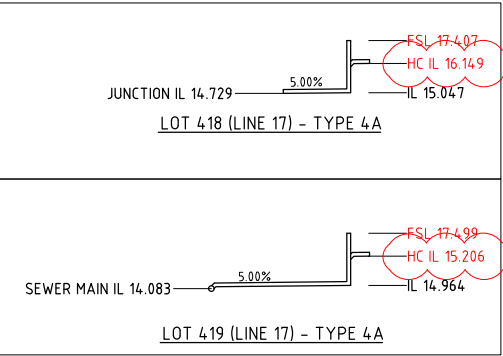 FSL 17.407
HC IL 16.149
5.00%
JUNCTION IL 14.729
IL 15.047
LOT 418 (LINE 17) - TYPE 4A
FSL 17.499
HC IL 15.206
5.00%
SEWER MAIN IL 14.083
IL 14.964
LOT 419 (LINE 17) - TYPE 4A